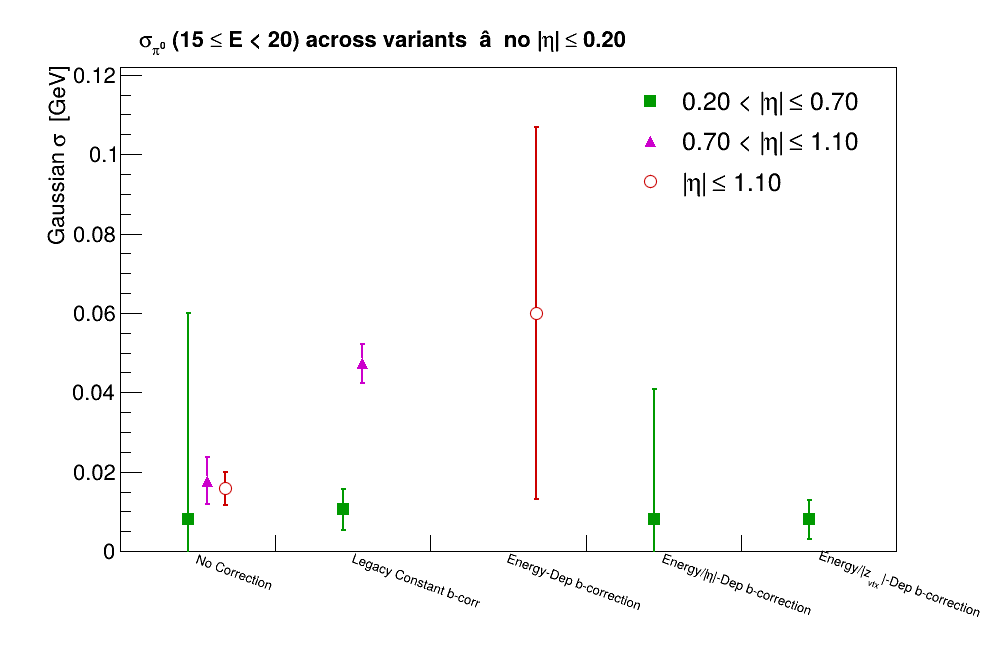 σπ⁰ (15 ≤ E < 20) across variants â no |η| ≤ 0.20
Gaussian σ [GeV]
0.12
0.1
0.08
0.06
0.04
0.02
0
0.20 < |η| ≤ 0.70
0.70 < |η| ≤ 1.10
|η| ≤ 1.10
No Correction
Legacy Constant b-corr
Energy-Dep b-correction
Energy/|η|-Dep b-correction
Energy/|z_vtx|-Dep b-correction